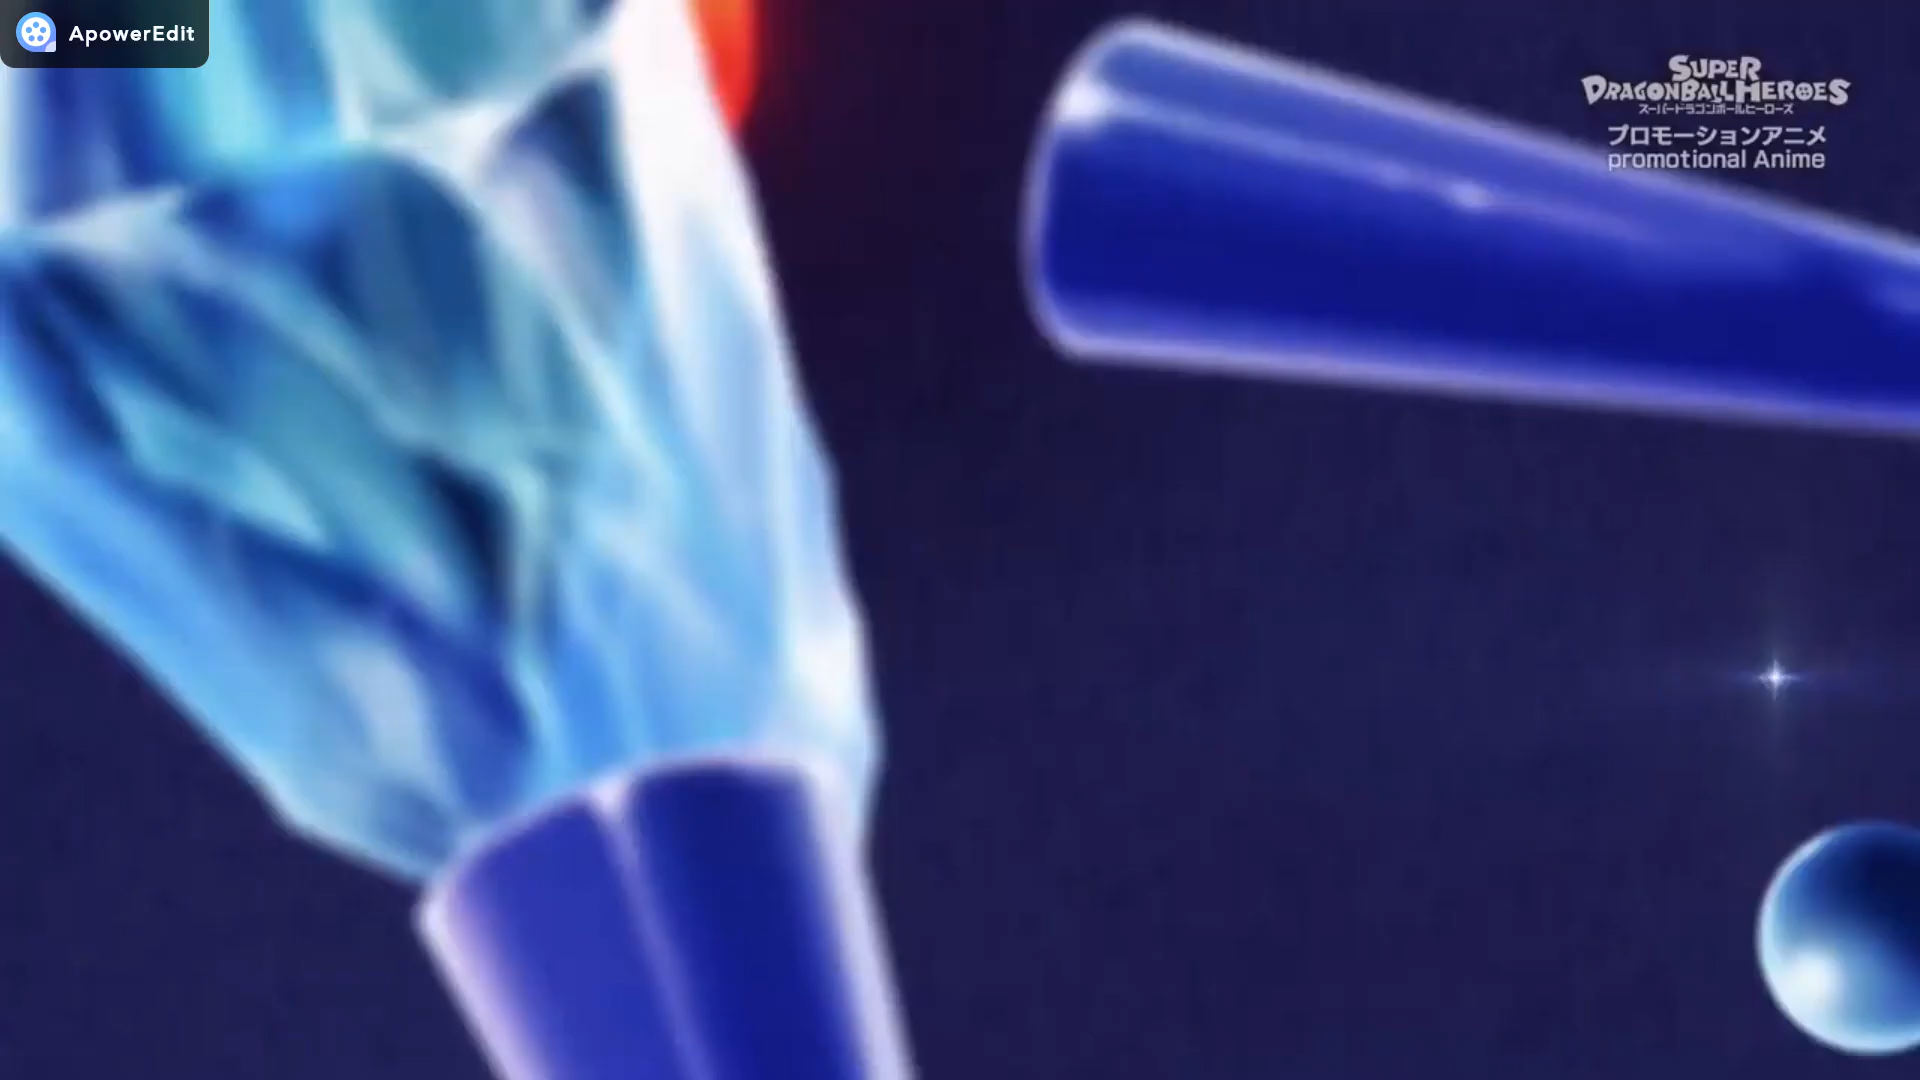 ApowerEdit
SUPER
DRAGONBALL HEROES
スーパードラゴンボールヒーローズ
プロモーションアニメ
promotional Anime